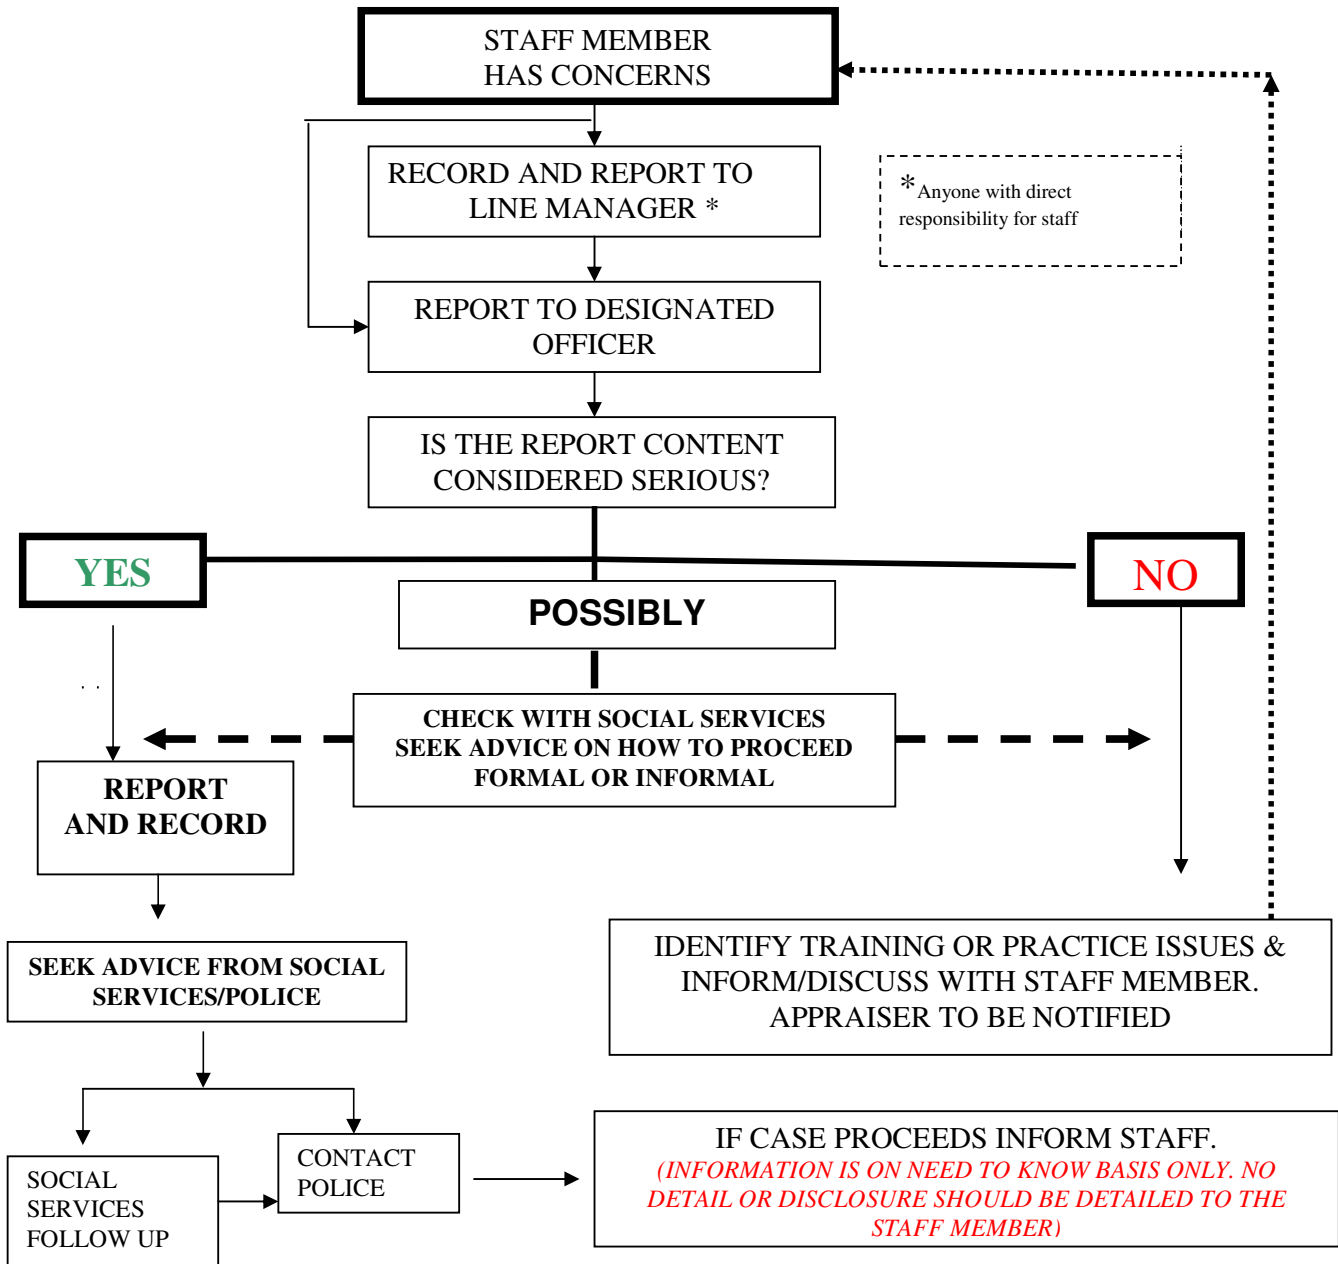 STAFF MEMBER
HAS CONCERNS
RECORD AND REPORT TO
LINE MANAGER *
*Anyone with direct
responsibility for staff
REPORT TO DESIGNATED
OFFICER
IS THE REPORT CONTENT
CONSIDERED SERIOUS?
YES
NO
POSSIBLY
CHECK WITH SOCIAL SERVICES
SEEK ADVICE ON HOW TO PROCEED
FORMAL OR INFORMAL
REPORT
AND RECORD
SEEK ADVICE FROM SOCIAL
SERVICES/POLICE
IDENTIFY TRAINING OR PRACTICE ISSUES &
INFORM/DISCUSS WITH STAFF MEMBER.
APPRAISER TO BE NOTIFIED
SOCIAL
SERVICES
FOLLOW UP
CONTACT
POLICE
IF CASE PROCEEDS INFORM STAFF.
(INFORMATION IS ON NEED TO KNOW BASIS ONLY. NO
DETAIL OR DISCLOSURE SHOULD BE DETAILED TO THE
STAFF MEMBER)